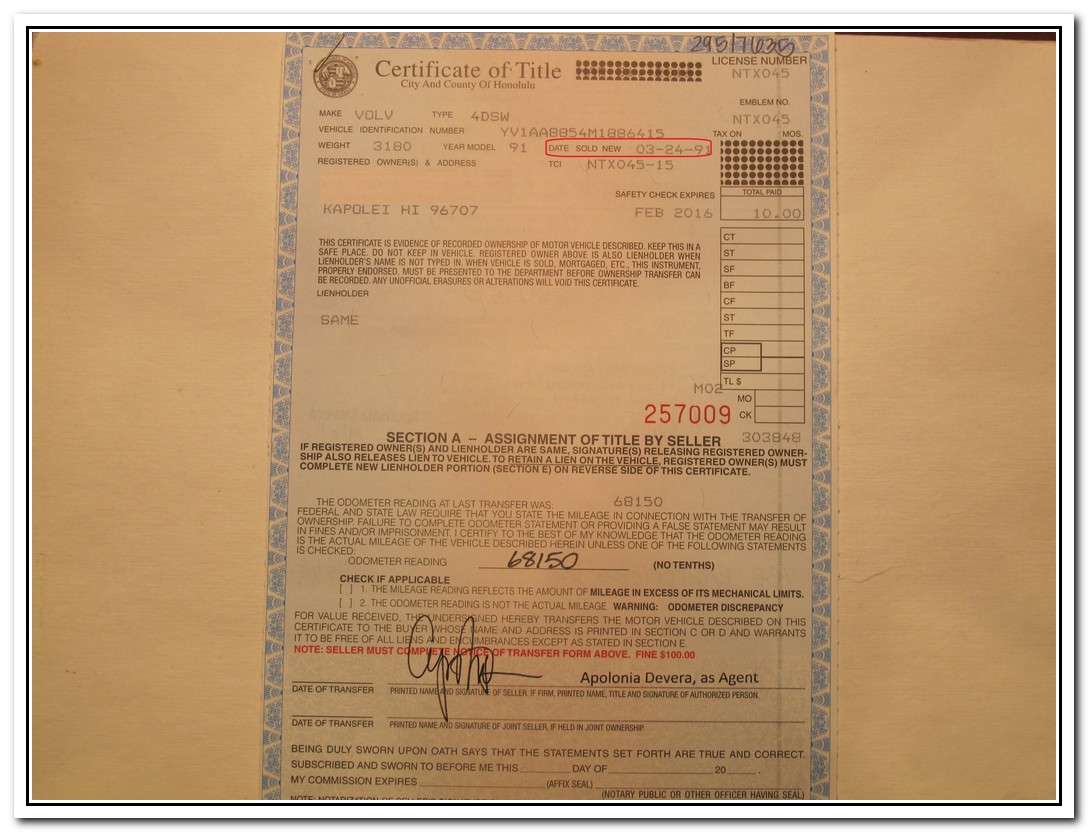 295/7635
Certificate of Title
City And County Of Honolulu
LICENSE NUMBER
NTX045
EMBLEM NO.
NTX045
MAKE VOLV TYPE 4DSW
VEHICLE IDENTIFICATION NUMBER YV1AA8854M1886415
TAX ON MOS.
WEIGHT 3180 YEAR MODEL 91 DATE SOLD NEW 03-24-91
REGISTERED OWNER(S) & ADDRESS TCI NTX045-15
SAFETY CHECK EXPIRES TOTAL PAID
KAPOLEI HI 96707 FEB 2016 10.00
CT
ST
SF
BF
CF
ST
TF
CP
SP
TL $
THIS CERTIFICATE IS EVIDENCE OF RECORDED OWNERSHIP OF MOTOR VEHICLE DESCRIBED. KEEP THIS IN A
SAFE PLACE. DO NOT KEEP IN VEHICLE. REGISTERED OWNER ABOVE IS ALSO LIENHOLDER WHEN
LIENHOLDER'S NAME IS NOT TYPED IN. WHEN VEHICLE IS SOLD, MORTGAGED, ETC., THIS INSTRUMENT,
PROPERLY ENDORSED, MUST BE PRESENTED TO THE DEPARTMENT BEFORE OWNERSHIP TRANSFER CAN
BE RECORDED. ANY UNOFFICIAL ERASURES OR ALTERATIONS WILL VOID THIS CERTIFICATE.
LIENHOLDER
SAME
M02
MO
257009 CK
303848
SECTION A – ASSIGNMENT OF TITLE BY SELLER
IF REGISTERED OWNER(S) AND LIENHOLDER ARE SAME, SIGNATURE(S) RELEASING REGISTERED OWNER-
SHIP ALSO RELEASES LIEN TO VEHICLE. TO RETAIN A LIEN ON THE VEHICLE, REGISTERED OWNER(S) MUST
COMPLETE NEW LIENHOLDER PORTION (SECTION E) ON REVERSE SIDE OF THIS CERTIFICATE.
THE ODOMETER READING AT LAST TRANSFER WAS: 68150
FEDERAL AND STATE LAW REQUIRE THAT YOU STATE THE MILEAGE IN CONNECTION WITH THE TRANSFER OF
OWNERSHIP. FAILURE TO COMPLETE ODOMETER STATEMENT OR PROVIDING A FALSE STATEMENT MAY RESULT
IN FINES AND/OR IMPRISONMENT. I CERTIFY TO THE BEST OF MY KNOWLEDGE THAT THE ODOMETER READING
IS THE ACTUAL MILEAGE OF THE VEHICLE DESCRIBED HEREIN UNLESS ONE OF THE FOLLOWING STATEMENTS
IS CHECKED:
ODOMETER READING 68150 (NO TENTHS)
CHECK IF APPLICABLE
[ ] 1. THE MILEAGE READING REFLECTS THE AMOUNT OF MILEAGE IN EXCESS OF ITS MECHANICAL LIMITS.
[ ] 2. THE ODOMETER READING IS NOT THE ACTUAL MILEAGE WARNING: ODOMETER DISCREPANCY
FOR VALUE RECEIVED, THE UNDERSIGNED HEREBY TRANSFERS THE MOTOR VEHICLE DESCRIBED ON THIS
CERTIFICATE TO THE BUYER WHOSE NAME AND ADDRESS IS PRINTED IN SECTION C OR D AND WARRANTS
IT TO BE FREE OF ALL LIENS AND ENCUMBRANCES EXCEPT AS STATED IN SECTION E.
NOTE: SELLER MUST COMPLETE NOTICE OF TRANSFER FORM ABOVE. FINE $100.00
Apolonia Devera, as Agent
DATE OF TRANSFER PRINTED NAME AND SIGNATURE OF SELLER. IF FIRM, PRINTED NAME, TITLE AND SIGNATURE OF AUTHORIZED PERSON.
DATE OF TRANSFER PRINTED NAME AND SIGNATURE OF JOINT SELLER, IF HELD IN JOINT OWNERSHIP.
BEING DULY SWORN UPON OATH SAYS THAT THE STATEMENTS SET FORTH ARE TRUE AND CORRECT.
SUBSCRIBED AND SWORN TO BEFORE ME THIS DAY OF 20 .
MY COMMISSION EXPIRES (AFFIX SEAL)
(NOTARY PUBLIC OR OTHER OFFICER HAVING SEAL)